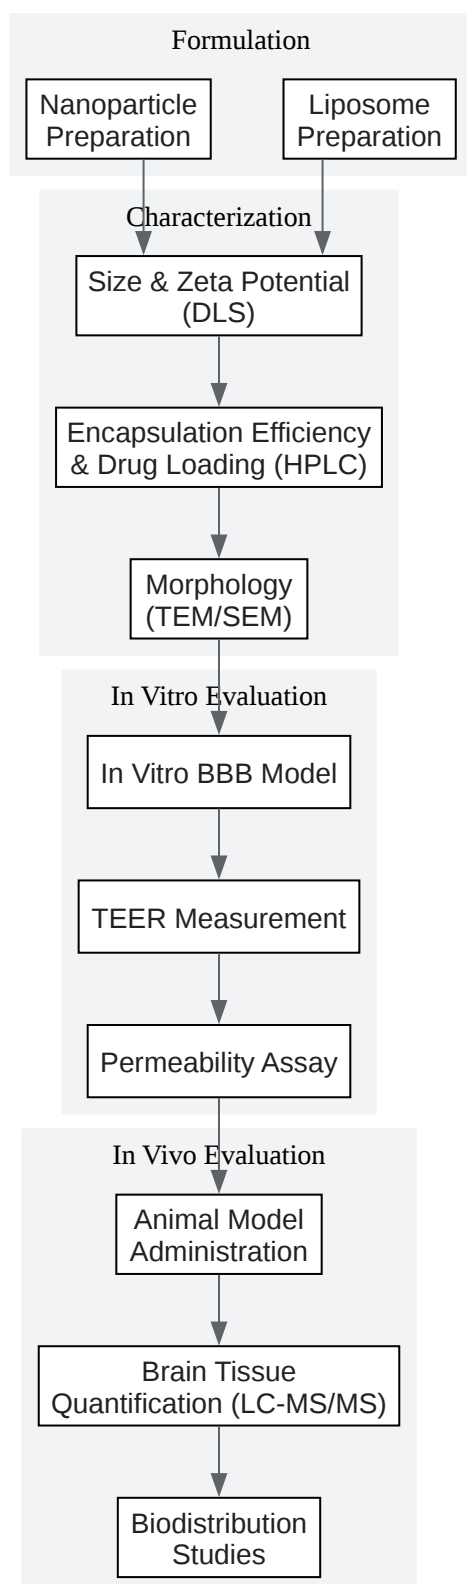 Formulation
Nanoparticle
Preparation
Liposome
Preparation
Characterization
Size & Zeta Potential
(DLS)
Encapsulation Efficiency
& Drug Loading (HPLC)
Morphology
(TEM/SEM)
In Vitro Evaluation
In Vitro BBB Model
TEER Measurement
Permeability Assay
In Vivo Evaluation
Animal Model
Administration
Brain Tissue
Quantification (LC-MS/MS)
Biodistribution
Studies